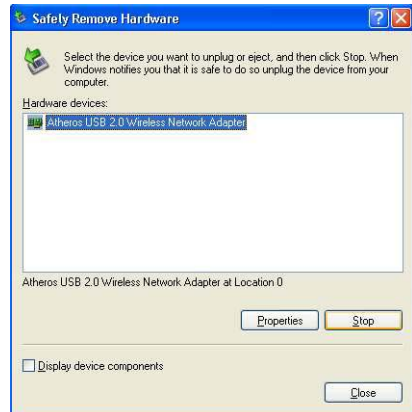 Safely Remove Hardware
Select the device you want to unplug or eject, and then click Stop. When
Windows notifies you that it is safe to do so unplug the device from your
computer.
Hardware devices:
Atheros USB 2.0 Wireless Network Adapter
Atheros USB 2.0 Wireless Network Adapter at Location 0
Properties Stop
Display device components
Close